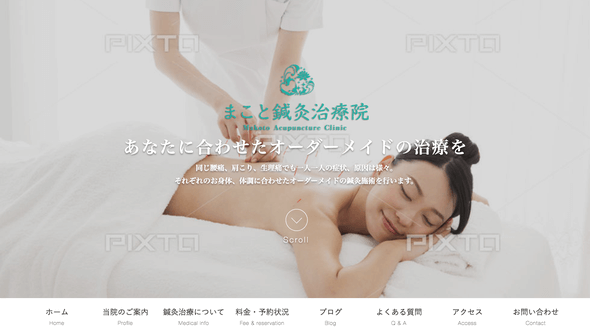 PIXTA
PIXTA
まこと鍼灸治療院
Makoto Acupuncture Clinic
PIXTA
あなたに合わせたオーダーメイドの治療を
同じ腰痛、肩こり、生理痛でも一人一人の症状、原因は様々。
それぞれのお身体、体調に合わせたオーダーメイドの鍼灸施術を行います。
PIXTA
PIXTA
Scroll
ホーム 当院のご案内 鍼灸治療について 料金・予約状況 ブログ よくある質問 アクセス お問い合わせ
Home Profile Medical info Fee & reservation Blog Q & A Access Contact